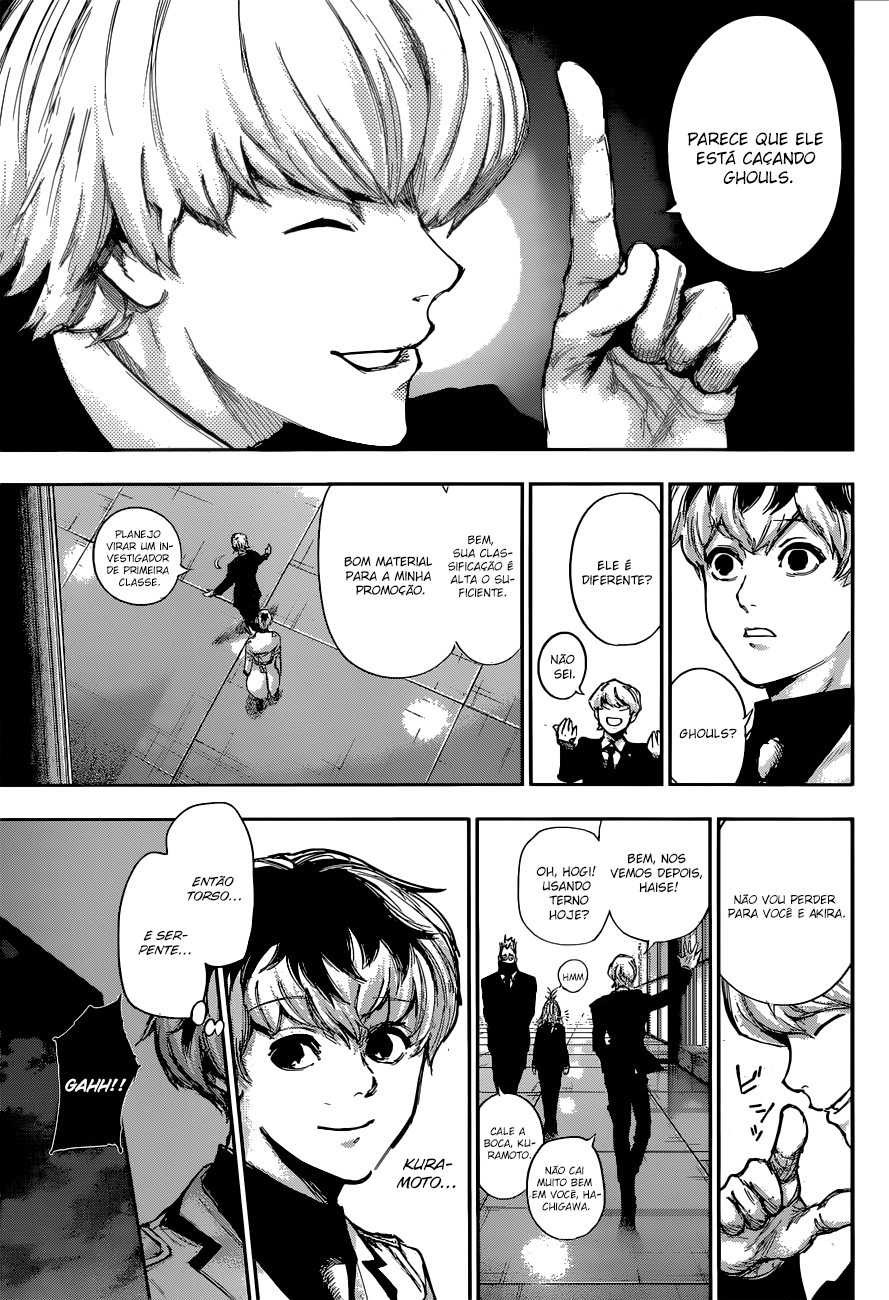 PARECE QUE ELE
ESTÁ CAÇANDO
GHOULS.
GHOULS?
ELE É
DIFERENTE?
NÃO
SEI.
BEM,
SUA CLAS-
SIFICAÇÃO É
ALTA O SU-
FICIENTE.
BOM MATERIAL
PARA A MINHA
PROMOÇÃO.
PLANEJO
VIRAR UM IN-
VESTIGADOR
DE PRIMEIRA
CLASSE.
NÃO VOU PERDER
PARA VOCÊ E AKIRA.
BEM, NOS
VEMOS DEPOIS,
HAISE!
OH, HOGI!
USANDO
TERNO
HOJE?
HMM
CALE A
BOCA, KU-
RAMOTO.
NÃO CAI
MUITO BEM
EM VOCÊ, HA-
CHIGAWA.
KURA-
MOTO...
ENTÃO
TORSO...
E SER-
PENTE...
GAHH!!